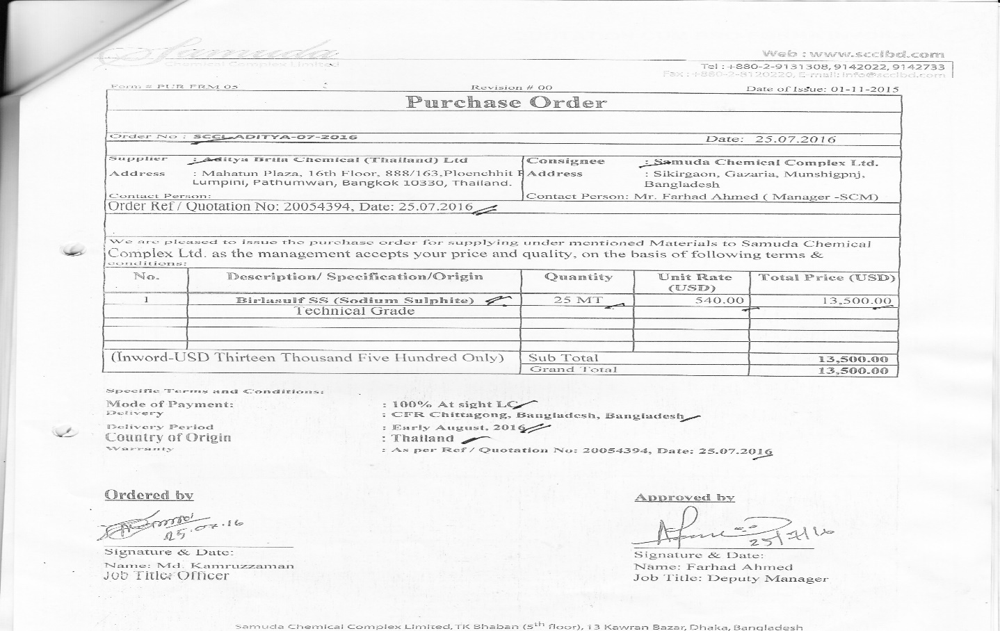 Samuda
Chemical Complex Limited
Web : www.scclbd.com
Tel : +880-2-9131308, 9142022, 9142733
Fax : +880-2-8120220, E-mail: info@scclbd.com
Form # PUR FRM 05 Revision # 00 Date of Issue: 01-11-2015
Purchase Order
Order No : SCCL-ADITYA-07-2016 Date: 25.07.2016
Supplier : Aditya Brila Chemical (Thailand) Ltd Consignee : Samuda Chemical Complex Ltd.
Address : Mahatun Plaza, 16th Floor, 888/163,Ploenchhit Address : Sikirgaon, Gazaria, Munshigpnj,
Lumpini, Pathumwan, Bangkok 10330, Thailand. Bangladesh
Contact Person: Contact Person: Mr. Farhad Ahmed ( Manager -SCM)
Order Ref / Quotation No: 20054394, Date: 25.07.2016
We are pleased to issue the purchase order for supplying under mentioned Materials to Samuda Chemical
Complex Ltd. as the management accepts your price and quality, on the basis of following terms &
conditions:
No. Description/ Specification/Origin Quantity Unit Rate (USD) Total Price (USD)
1 Birlasulf SS (Sodium Sulphite) 25 MT 540.00 13,500.00
Technical Grade
(Inword-USD Thirteen Thousand Five Hundred Only) Sub Total 13,500.00
Grand Total 13,500.00
Specific Terms and Conditions:
Mode of Payment: : 100% At sight LC
Delivery : CFR Chittagong, Bangladesh, Bangladesh
Delivery Period : Early August, 2016
Country of Origin : Thailand
Warranty : As per Ref / Quotation No: 20054394, Date: 25.07.2016
Ordered by Approved by
25.07.16 25/7/16
Signature & Date: Signature & Date:
Name: Md. Kamruzzaman Name: Farhad Ahmed
Job Title: Officer Job Title: Deputy Manager
Samuda Chemical Complex Limited, TK Bhaban (5th floor), 13 Kawran Bazar, Dhaka, Bangladesh